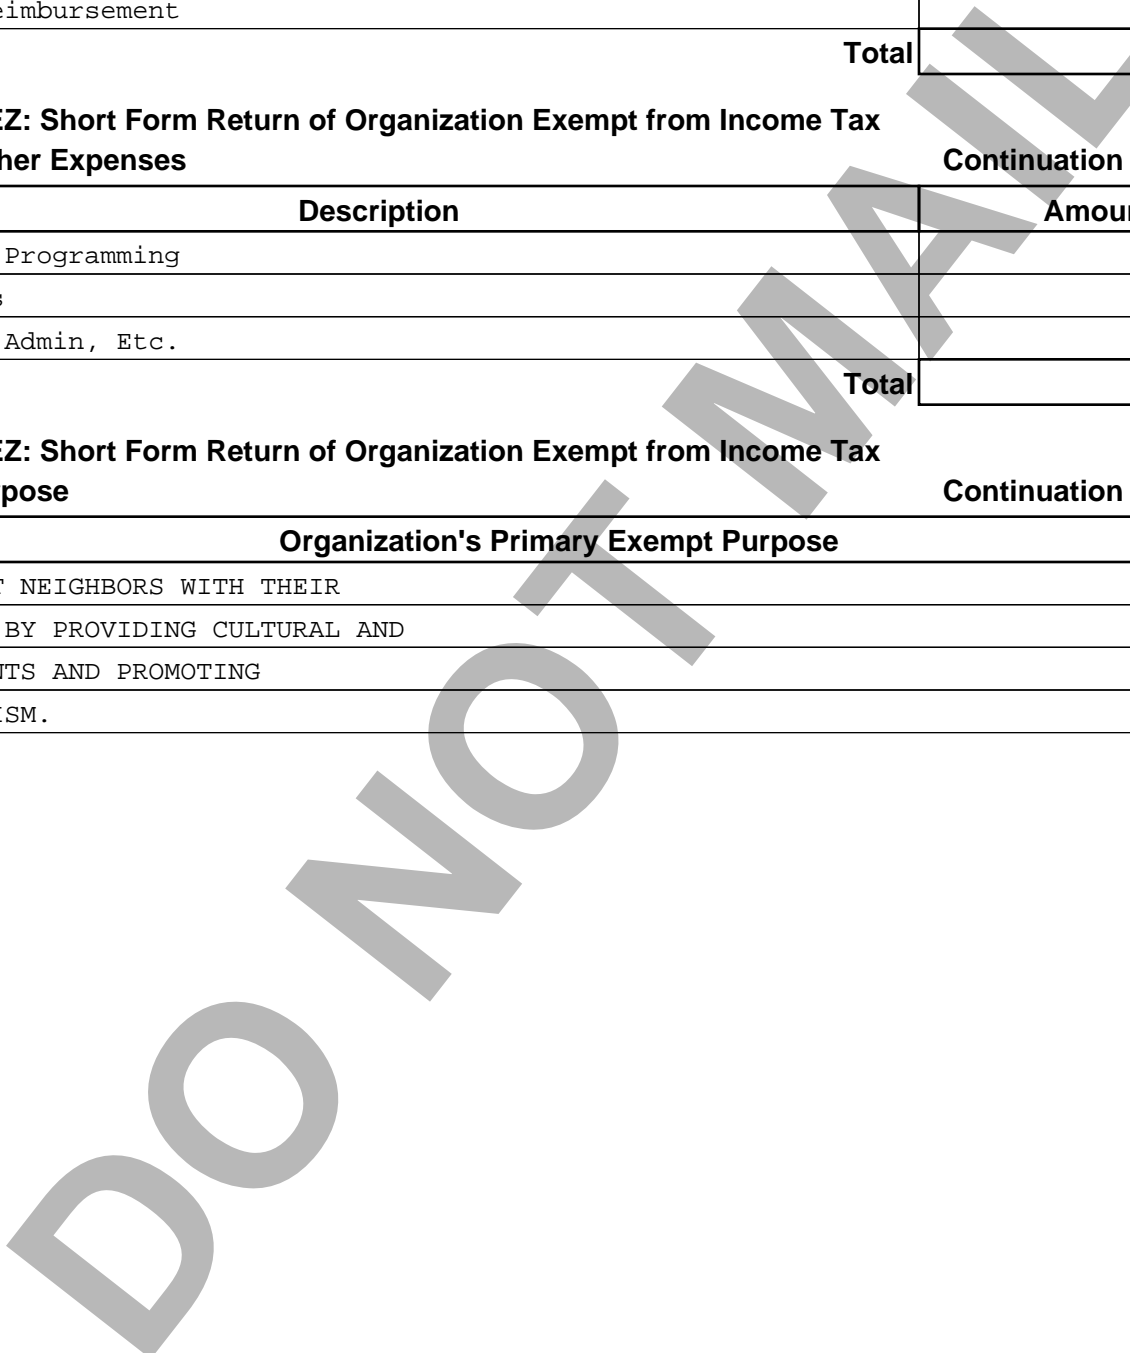 eimbursement
Total
EZ: Short Form Return of Organization Exempt from Income Tax
her Expenses Continuation
Description Amou
Programming
s
Admin, Etc.
Total
EZ: Short Form Return of Organization Exempt from Income Tax
pose Continuation
Organization's Primary Exempt Purpose
T NEIGHBORS WITH THEIR
BY PROVIDING CULTURAL AND
NTS AND PROMOTING
ISM.
DO NOT MAIL